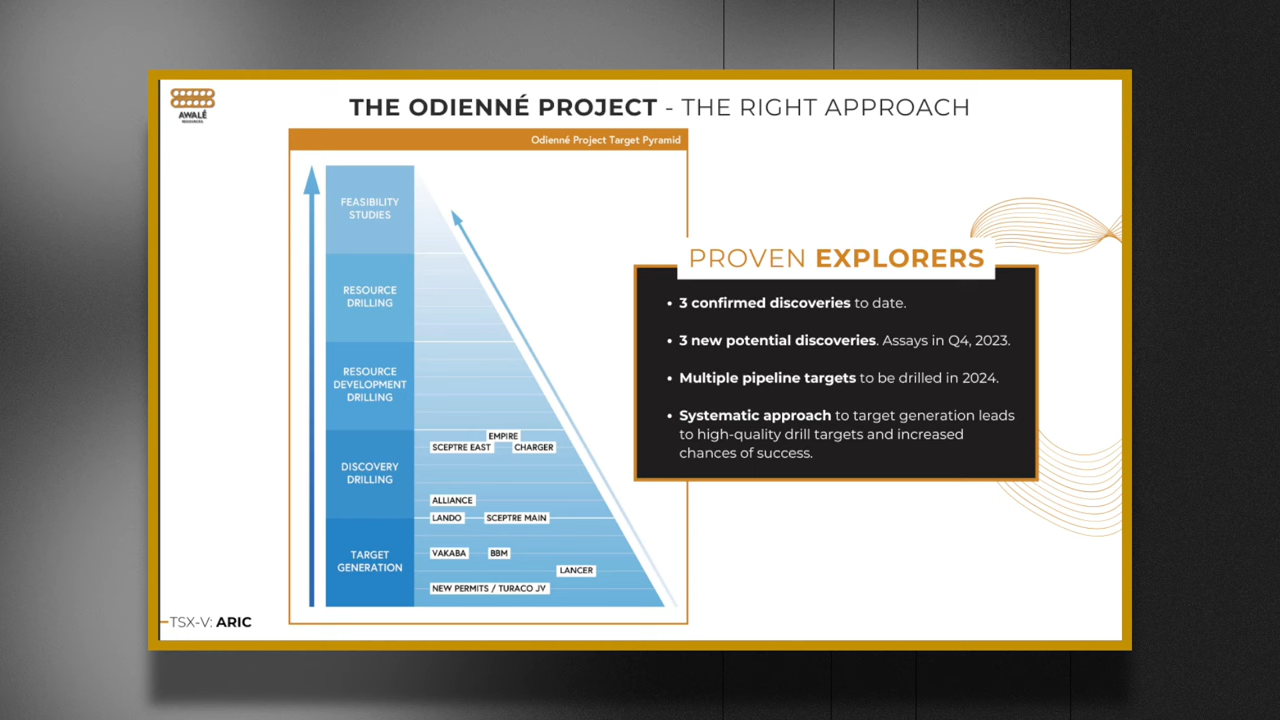 AWALÉ
RESOURCES
THE ODIENNÉ PROJECT - THE RIGHT APPROACH
Odienné Project Target Pyramid
FEASIBILITY
STUDIES
RESOURCE
DRILLING
RESOURCE
DEVELOPMENT
DRILLING
EMPIRE
SCEPTRE EAST
CHARGER
DISCOVERY
DRILLING
ALLIANCE
LANDO
SCEPTRE MAIN
TARGET
GENERATION
VAKABA
BBM
LANCER
NEW PERMITS / TURACO JV
PROVEN EXPLORERS
• 3 confirmed discoveries to date.
• 3 new potential discoveries. Assays in Q4, 2023.
• Multiple pipeline targets to be drilled in 2024.
• Systematic approach to target generation leads
to high-quality drill targets and increased
chances of success.
TSX-V: ARIC